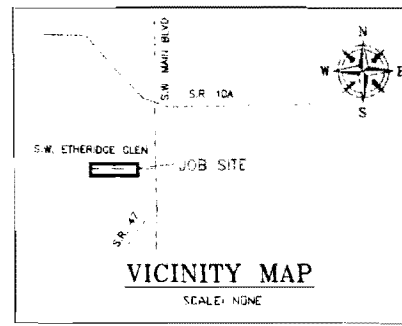 S.W. MAIN BLVD
N
W
E
S
S.R. 10A
S.W. ETHERIDGE GLEN
JOB SITE
S.R. 47
VICINITY MAP
SCALE: NONE